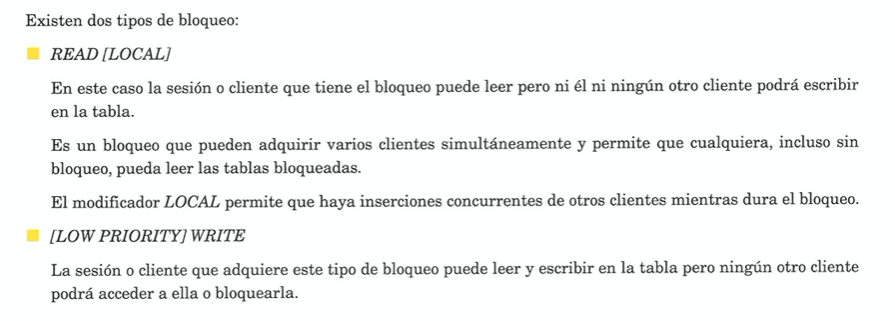 Existen dos tipos de bloqueo:
READ [LOCAL]
En este caso la sesión o cliente que tiene el bloqueo puede leer pero ni él ni ningún otro cliente podrá escribir
en la tabla.
Es un bloqueo que pueden adquirir varios clientes simultáneamente y permite que cualquiera, incluso sin
bloqueo, pueda leer las tablas bloqueadas.
El modificador LOCAL permite que haya inserciones concurrentes de otros clientes mientras dura el bloqueo.
[LOW PRIORITY] WRITE
La sesión o cliente que adquiere este tipo de bloqueo puede leer y escribir en la tabla pero ningún otro cliente
podrá acceder a ella o bloquearla.